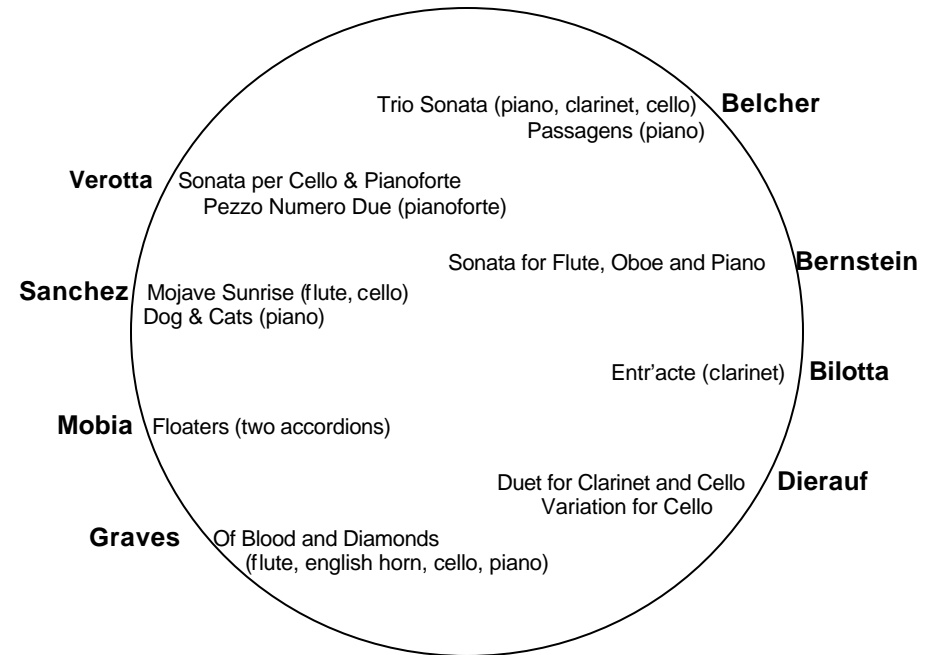 Trio Sonata (piano, clarinet, cello) Belcher
Passagens (piano)
Verotta Sonata per Cello & Pianoforte
Pezzo Numero Due (pianoforte)
Sonata for Flute, Oboe and Piano Bernstein
Sanchez Mojave Sunrise (flute, cello)
Dog & Cats (piano)
Entr'acte (clarinet) Bilotta
Mobia Floaters (two accordions)
Duet for Clarinet and Cello Dierauf
Variation for Cello
Graves Of Blood and Diamonds
(flute, english horn, cello, piano)